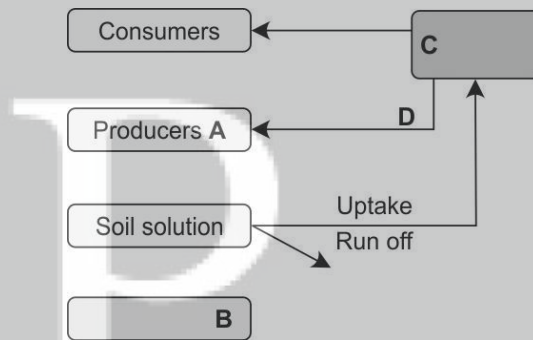 Consumers
C
Producers A
D
Soil solution
Uptake
Run off
B